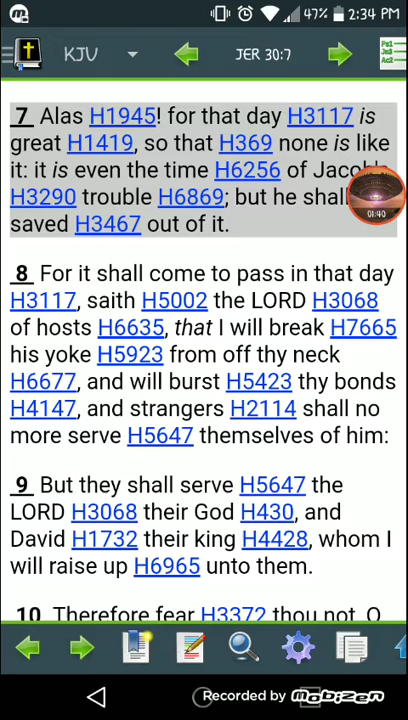 47% 2:34 PM
KJV JER 30:7
Ps1
Je3
Ac2
7 Alas H1945! for that day H3117 is
great H1419, so that H369 none is like
it: it is even the time H6256 of Jacob's
H3290 trouble H6869; but he shall
saved H3467 out of it.
01:40
8 For it shall come to pass in that day
H3117, saith H5002 the LORD H3068
of hosts H6635, that I will break H7665
his yoke H5923 from off thy neck
H6677, and will burst H5423 thy bonds
H4147, and strangers H2114 shall no
more serve H5647 themselves of him:
9 But they shall serve H5647 the
LORD H3068 their God H430, and
David H1732 their king H4428, whom I
will raise up H6965 unto them.
10 Therefore fear H3372 thou not, O
Recorded by mobizen